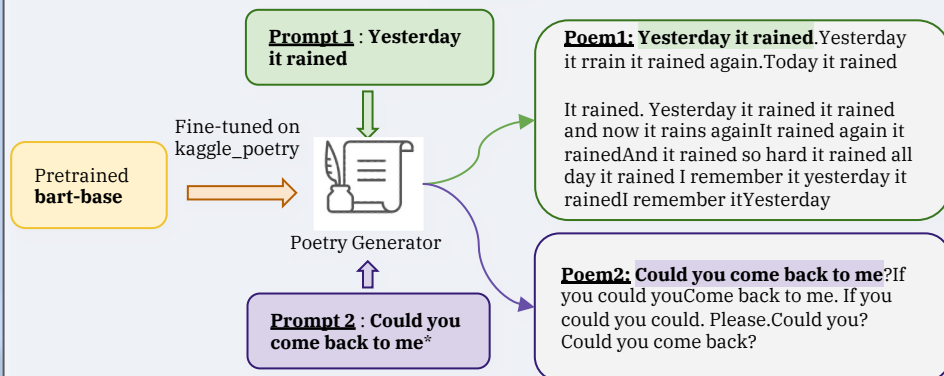 Prompt 1 : Yesterday
it rained
Fine-tuned on
kaggle_poetry
Pretrained
bart-base
Poetry Generator
Prompt 2 : Could you
come back to me*
Poem1: Yesterday it rained.Yesterday
it rrain it rained again.Today it rained
It rained. Yesterday it rained it rained
and now it rains againIt rained again it
rainedAnd it rained so hard it rained all
day it rained I remember it yesterday it
rainedI remember itYesterday
Poem2: Could you come back to me?If
you could youCome back to me. If you
could you could. Please.Could you?
Could you come back?